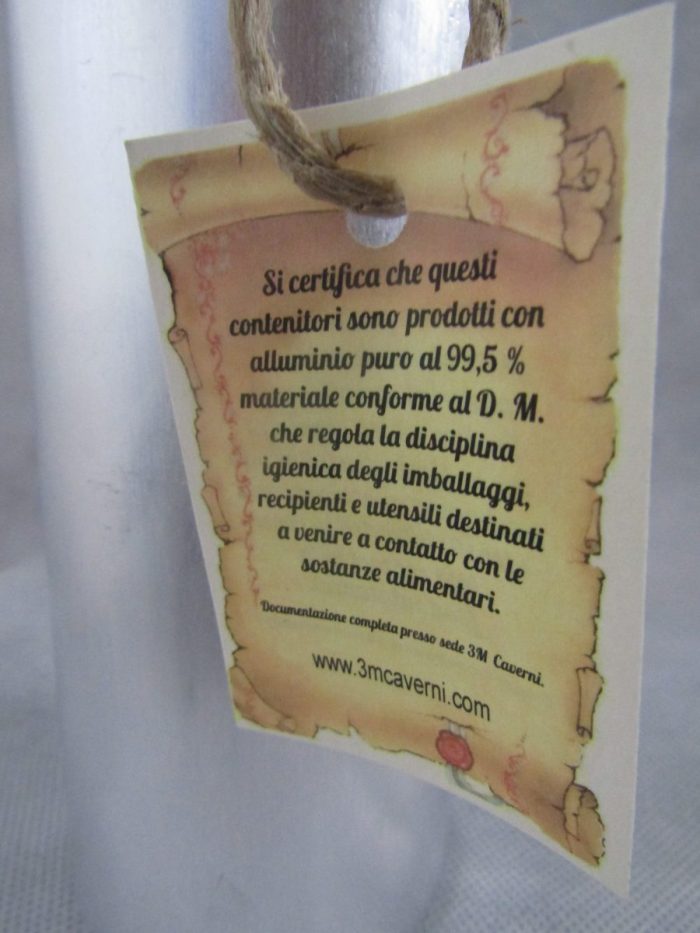 Si certifica che questi
contenitori sono prodotti con
alluminio puro al 99,5 %
materiale conforme al D. M.
che regola la disciplina
igienica degli imballaggi,
recipienti e utensili destinati
a venire a contatto con le
sostanze alimentari.
Documentazione completa presso sede 3M Caverni.
www.3mcaverni.com